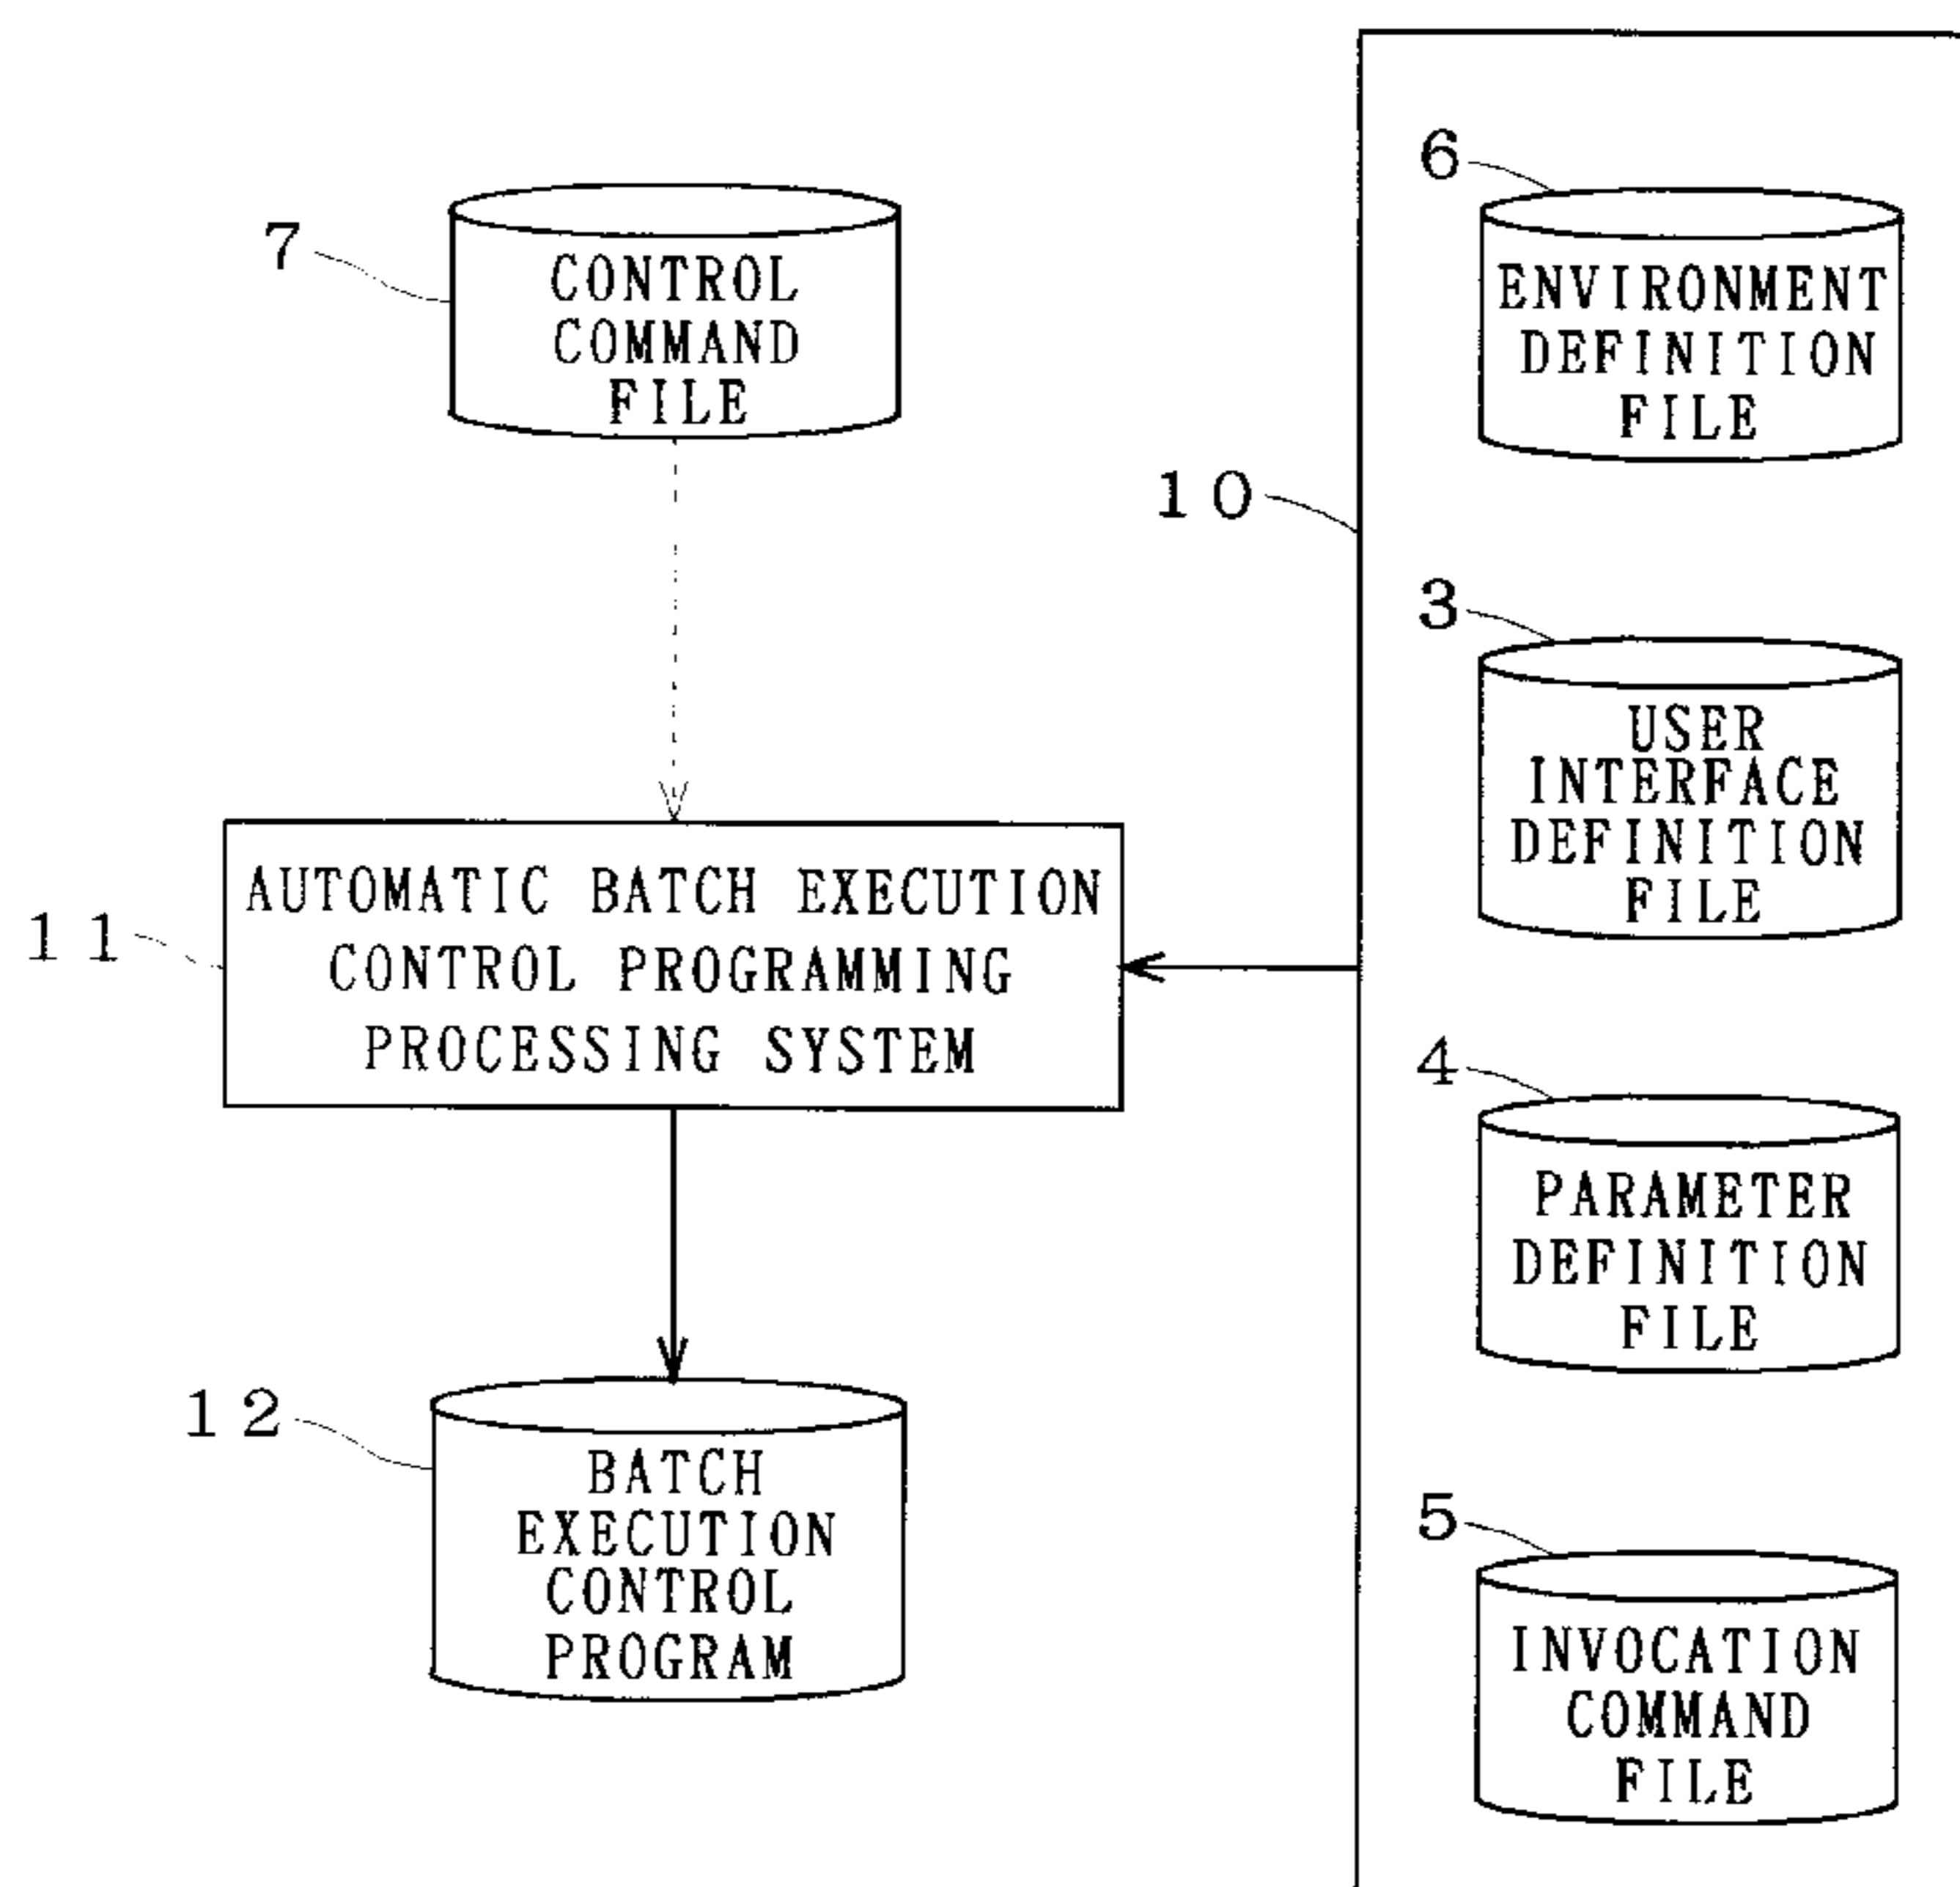 7
CONTROL
COMMAND
FILE
11
AUTOMATIC BATCH EXECUTION
CONTROL PROGRAMMING
PROCESSING SYSTEM
12
BATCH
EXECUTION
CONTROL
PROGRAM
10
6
ENVIRONMENT
DEFINITION
FILE
3
USER
INTERFACE
DEFINITION
FILE
4
PARAMETER
DEFINITION
FILE
5
INVOCATION
COMMAND
FILE